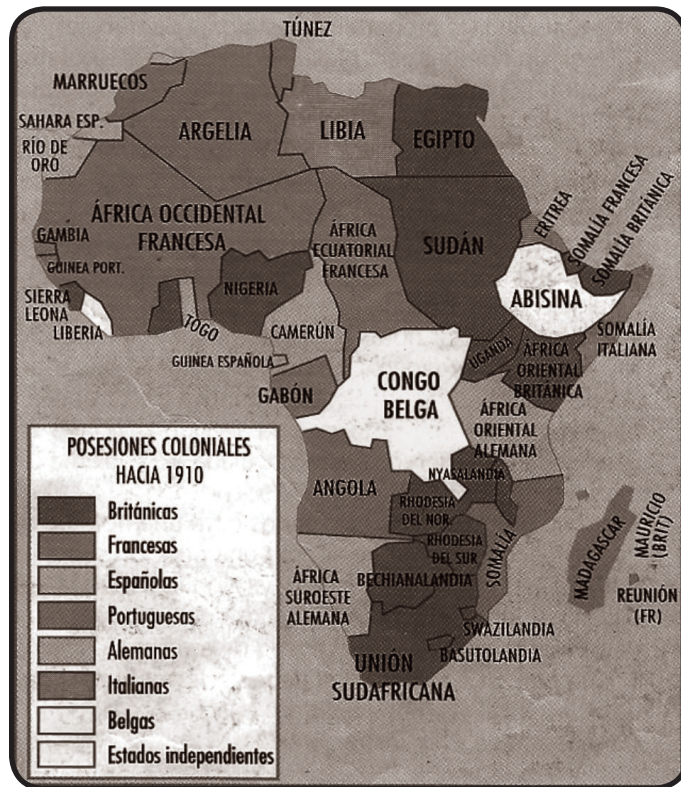 TÚNEZ
MARRUECOS
SAHARA ESP.
RÍO DE
ORO
ARGELIA
LIBIA
EGIPTO
ÁFRICA OCCIDENTAL
FRANCESA
GAMBIA
GUINEA PORT.
SIERRA
LEONA
LIBERIA
TOGO
NIGERIA
ÁFRICA
ECUATORIAL
FRANCESA
SUDÁN
ERITREA
SOMALÍA FRANCESA
SOMALÍA BRITÁNICA
ABISINA
SOMALÍA
ITALIANA
CAMERÚN
GUINEA ESPAÑOLA
GABÓN
CONGO
BELGA
UGANDA
ÁFRICA
ORIENTAL
BRITÁNICA
ÁFRICA
ORIENTAL
ALEMANA
ANGOLA
NYASALANDIA
RHODESIA
DEL NOR.
RHODESIA
DEL SUR
SOMALÍA
MADAGASCAR
MAURICIO
(BRIT)
REUNIÓN
(FR)
ÁFRICA
SUROESTE
ALEMANA
BECHIANALANDIA
SWAZILANDIA
BASUTOLANDIA
UNIÓN
SUDAFRICANA
POSESIONES COLONIALES
HACIA 1910
Británicas
Francesas
Españolas
Portuguesas
Alemanas
Italianas
Belgas
Estados independientes